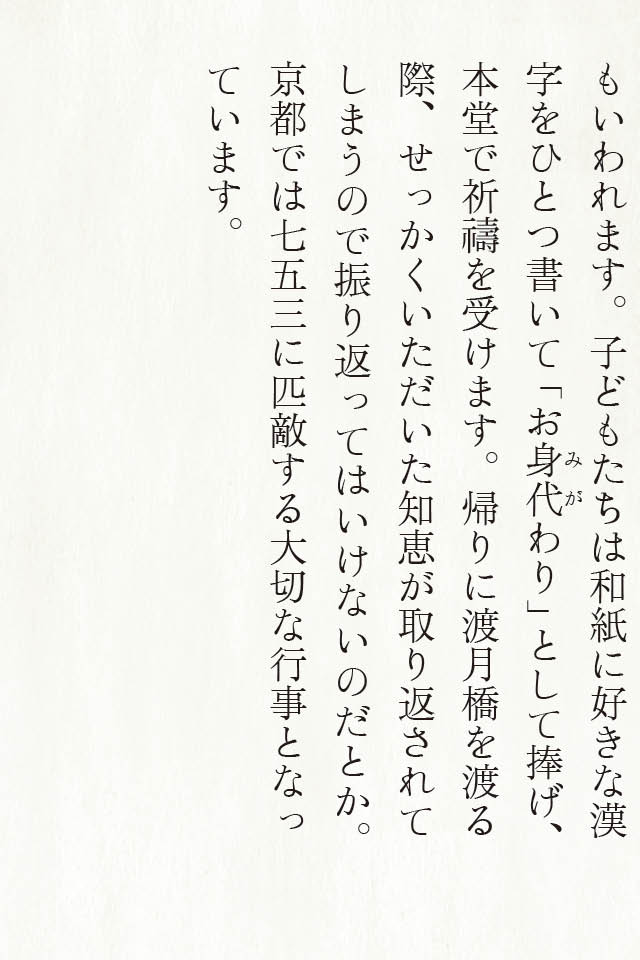 もいわれます。子どもたちは和紙に好きな漢
字をひとつ書いて「お身代わり」として捧げ、
みが
本堂で祈禱を受けます。帰りに渡月橋を渡る
際、せっかくいただいた知恵が取り返されて
しまうので振り返ってはいけないのだとか。
京都では七五三に匹敵する大切な行事となっ
ています。